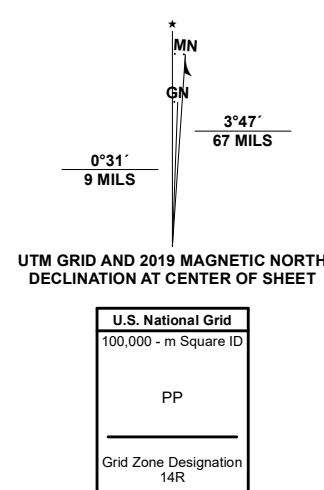 ★
MN
GN
3°47´
67 MILS
0°31´
9 MILS
UTM GRID AND 2019 MAGNETIC NORTH
DECLINATION AT CENTER OF SHEET
U.S. National Grid
100,000 - m Square ID
PP
Grid Zone Designation
14R